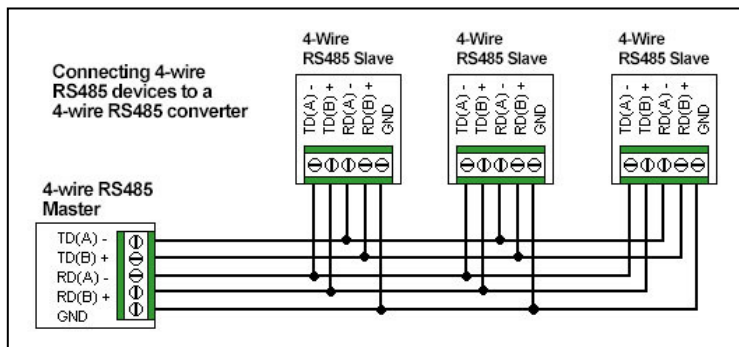 Connecting 4-wire
RS485 devices to a
4-wire RS485 converter
4-Wire
RS485 Slave
TD(A) -
TD(B) +
RD(A) -
RD(B) +
GND
4-Wire
RS485 Slave
TD(A) -
TD(B) +
RD(A) -
RD(B) +
GND
4-Wire
RS485 Slave
TD(A) -
TD(B) +
RD(A) -
RD(B) +
GND
4-wire RS485
Master
TD(A) -
TD(B) +
RD(A) -
RD(B) +
GND